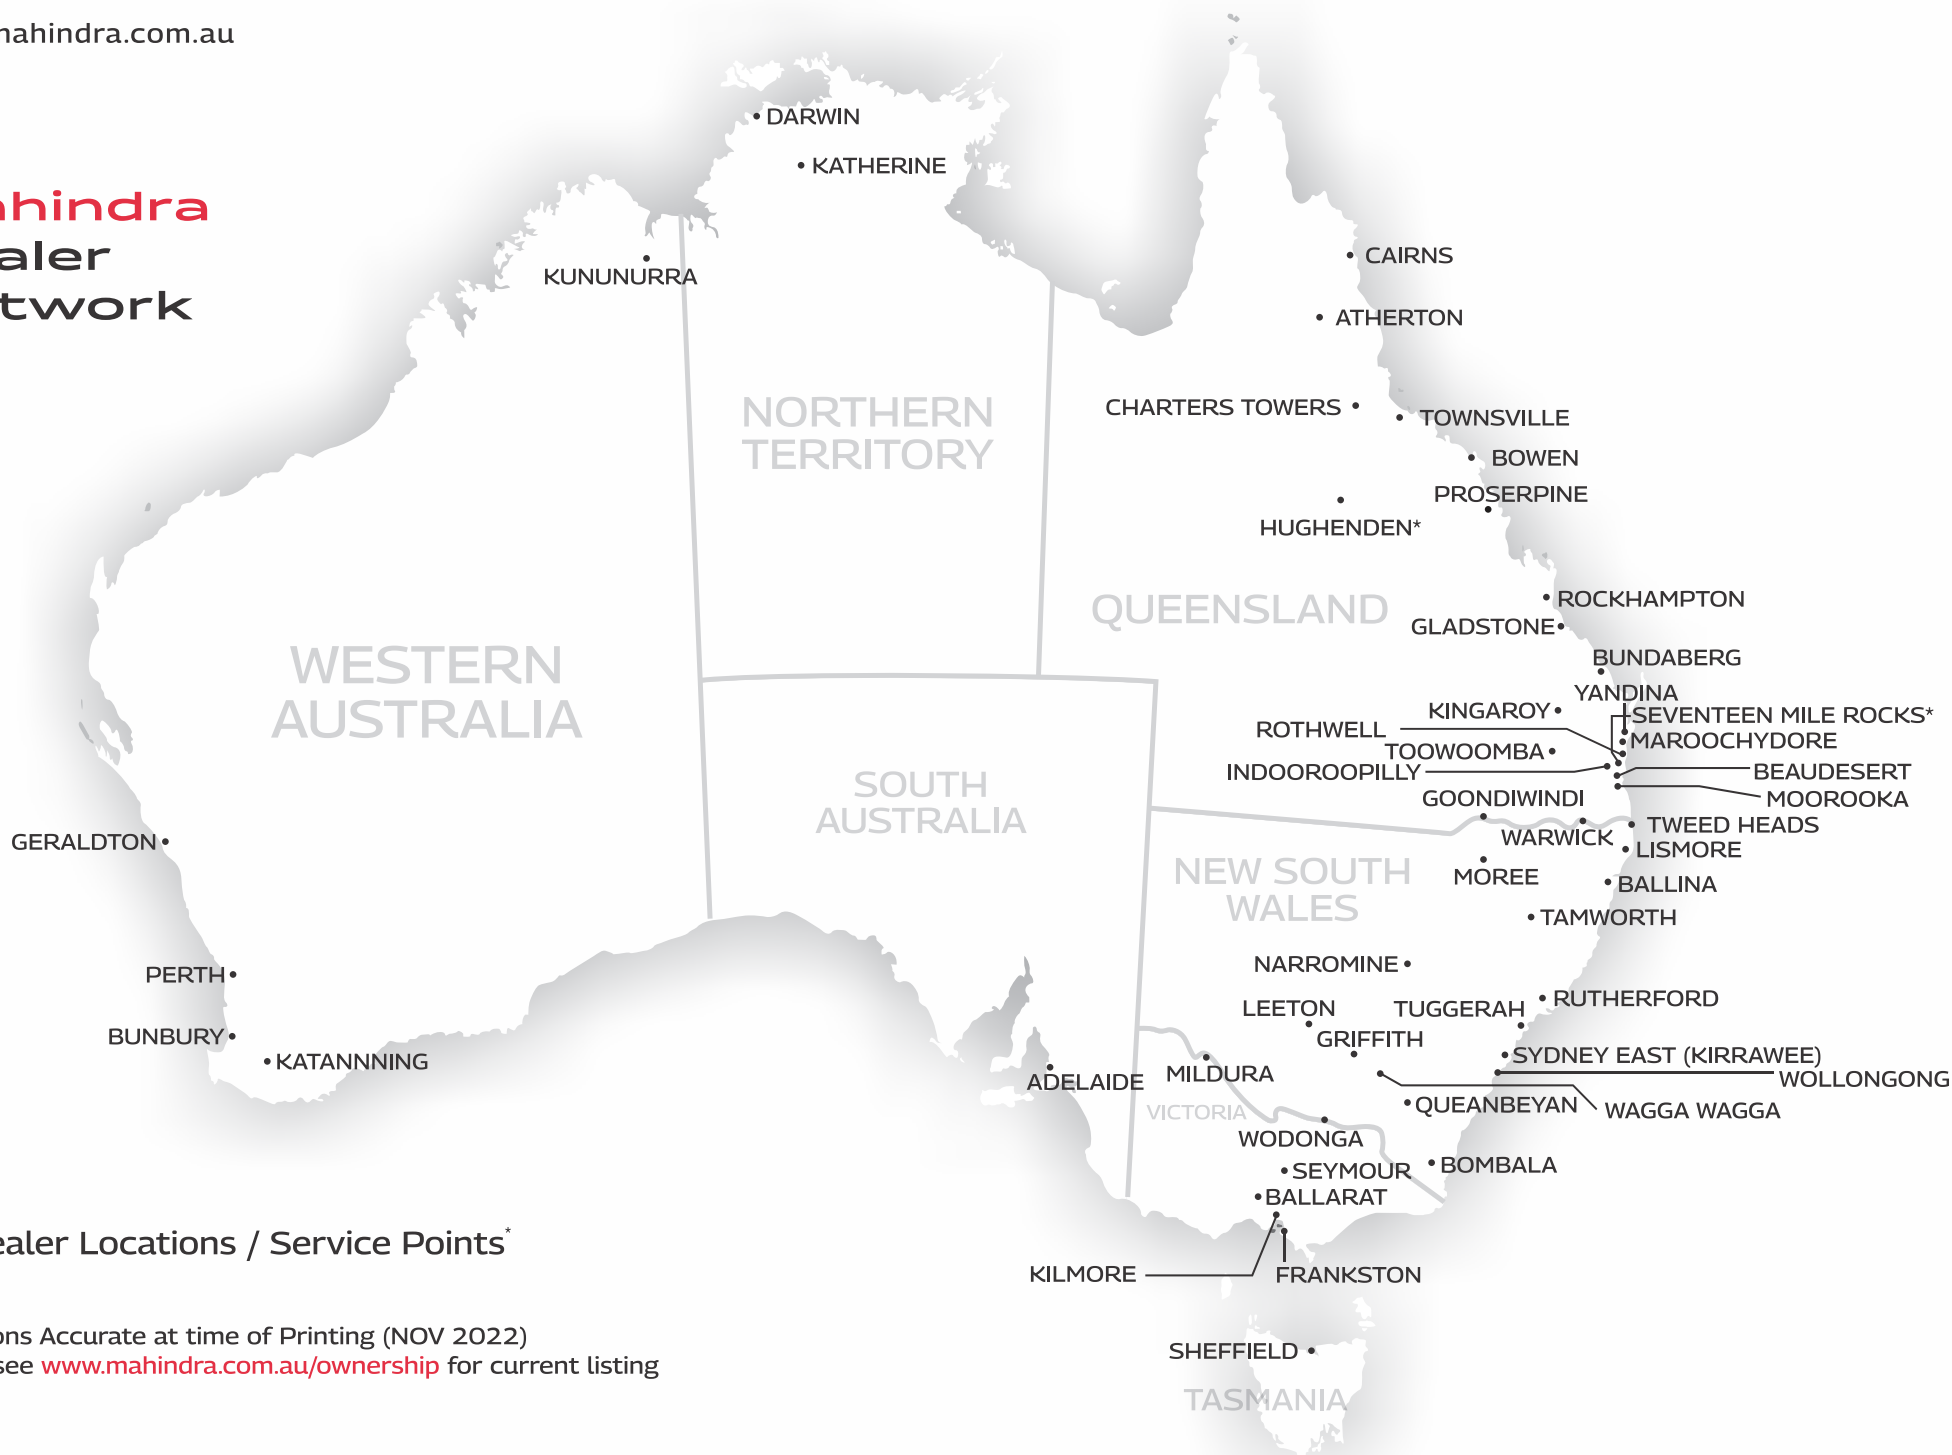 mahindra.com.au
DARWIN
KATHERINE
ahindra
aler
twork
CAIRNS
KUNUNURRA
ATHERTON
NORTHERN
TERRITORY
CHARTERS TOWERS
TOWNSVILLE
BOWEN
PROSERPINE
HUGHENDEN*
QUEENSLAND
ROCKHAMPTON
GLADSTONE
BUNDABERG
WESTERN
AUSTRALIA
YANDINA
KINGAROY
SEVENTEEN MILE ROCKS*
ROTHWELL
MAROOCHYDORE
TOOWOOMBA
INDOOROOPILLY
BEAUDESERT
SOUTH
AUSTRALIA
GOONDIWINDI
MOOROOKA
TWEED HEADS
WARWICK
GERALDTON
LISMORE
NEW SOUTH
WALES
MOREE
BALLINA
TAMWORTH
NARROMINE
PERTH
RUTHERFORD
LEETON
TUGGERAH
BUNBURY
GRIFFITH
SYDNEY EAST (KIRRAWEE)
KATANNNING
MILDURA
WOLLONGONG
ADELAIDE
QUEANBEYAN
WAGGA WAGGA
VICTORIA
WODONGA
BOMBALA
SEYMOUR
BALLARAT
ealer Locations / Service Points*
KILMORE
FRANKSTON
ons Accurate at time of Printing (NOV 2022)
see www.mahindra.com.au/ownership for current listing
SHEFFIELD
TASMANIA